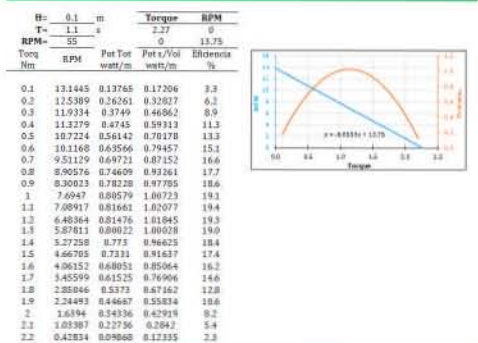 H= 0.1 m Torque RPM
T= 1.1 s 2.27 0
RPM= 55 0 13.75
Torq Nm RPM Pot Tot watt/m Pot s/Vol watt/m Eficiencia %
0.1 13.1445 0.13765 0.17206 3.3
0.2 12.5389 0.26261 0.32827 6.2
0.3 11.9334 0.3749 0.46862 8.9
0.4 11.3279 0.4745 0.59313 11.3
0.5 10.7224 0.56142 0.70178 13.3
0.6 10.1168 0.63566 0.79457 15.1
0.7 9.51129 0.69721 0.87152 16.6
0.8 8.90576 0.74609 0.93261 17.7
0.9 8.30023 0.78228 0.97785 18.6
1 7.6947 0.80579 1.00723 19.1
1.1 7.08917 0.81661 1.02077 19.4
1.2 6.48364 0.81476 1.01845 19.3
1.3 5.87811 0.80022 1.00028 19.0
1.4 5.27258 0.773 0.96625 18.4
1.5 4.66705 0.7331 0.91637 17.4
1.6 4.06152 0.68051 0.85064 16.2
1.7 3.45599 0.61525 0.76906 14.6
1.8 2.85046 0.5373 0.67162 12.8
1.9 2.24493 0.44667 0.55834 10.6
2 1.6394 0.34336 0.42919 8.2
2.1 1.03387 0.22736 0.2842 5.4
2.2 0.42834 0.09868 0.12335 2.3
0.0 0.5 1.0 1.5 2.0 2.5
Torque